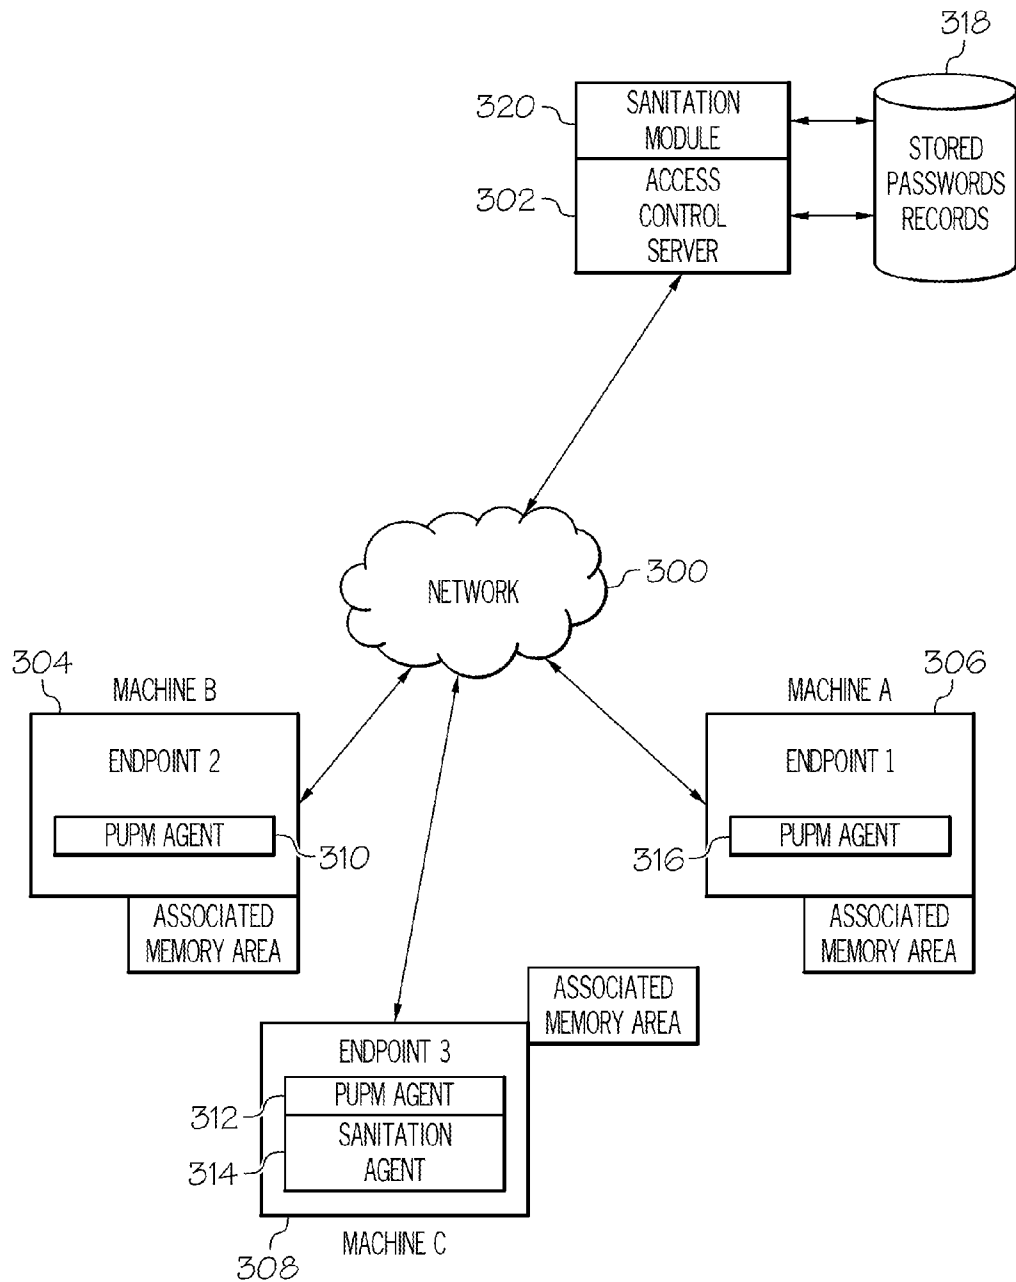 318
320
SANITATION
MODULE
302
ACCESS
CONTROL
SERVER
STORED
PASSWORDS
RECORDS
NETWORK
300
304
MACHINE B
ENDPOINT 2
PUPM AGENT
310
ASSOCIATED
MEMORY AREA
306
MACHINE A
ENDPOINT 1
316
PUPM AGENT
ASSOCIATED
MEMORY AREA
ASSOCIATED
MEMORY AREA
ENDPOINT 3
312
PUPM AGENT
314
SANITATION
AGENT
308
MACHINE C